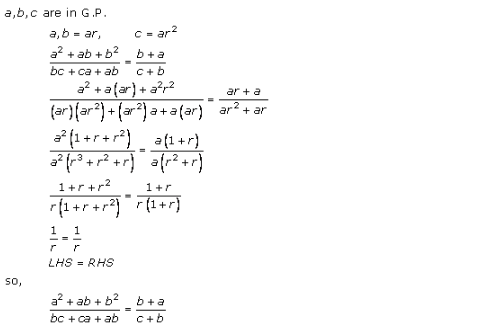 a,b,c are in G.P.
a, b = ar, c = ar²
(a² + ab + b²)/(bc + ca + ab) = (b + a)/(c + b)
(a² + a(ar) + a²r²)/((ar)(ar²) + (ar²)a + a(ar)) = (ar + a)/(ar² + ar)
(a²(1 + r + r²))/(a²(r³ + r² + r)) = (a(1 + r))/(a(r² + r))
(1 + r + r²)/(r(1 + r + r²)) = (1 + r)/(r(1 + r))
1/r = 1/r
LHS = RHS
so,
(a² + ab + b²)/(bc + ca + ab) = (b + a)/(c + b)